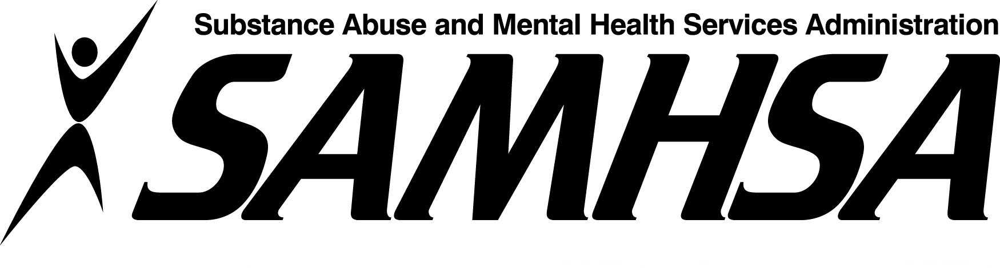 Substance Abuse and Mental Health Services Administration
SAMHSA